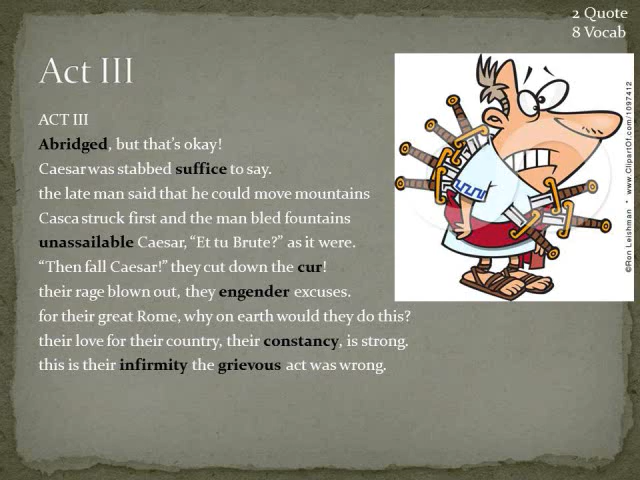 2 Quote
8 Vocab
Act III
ACT III
Abridged, but that's okay!
Caesar was stabbed suffice to say.
the late man said that he could move mountains
Casca struck first and the man bled fountains
unassailable Caesar, "Et tu Brute?" as it were.
"Then fall Caesar!" they cut down the cur!
their rage blown out, they engender excuses.
for their great Rome, why on earth would they do this?
their love for their country, their constancy, is strong.
this is their infirmity the grievous act was wrong.
©Ron Leishman * www.ClipartOf.com/1097412